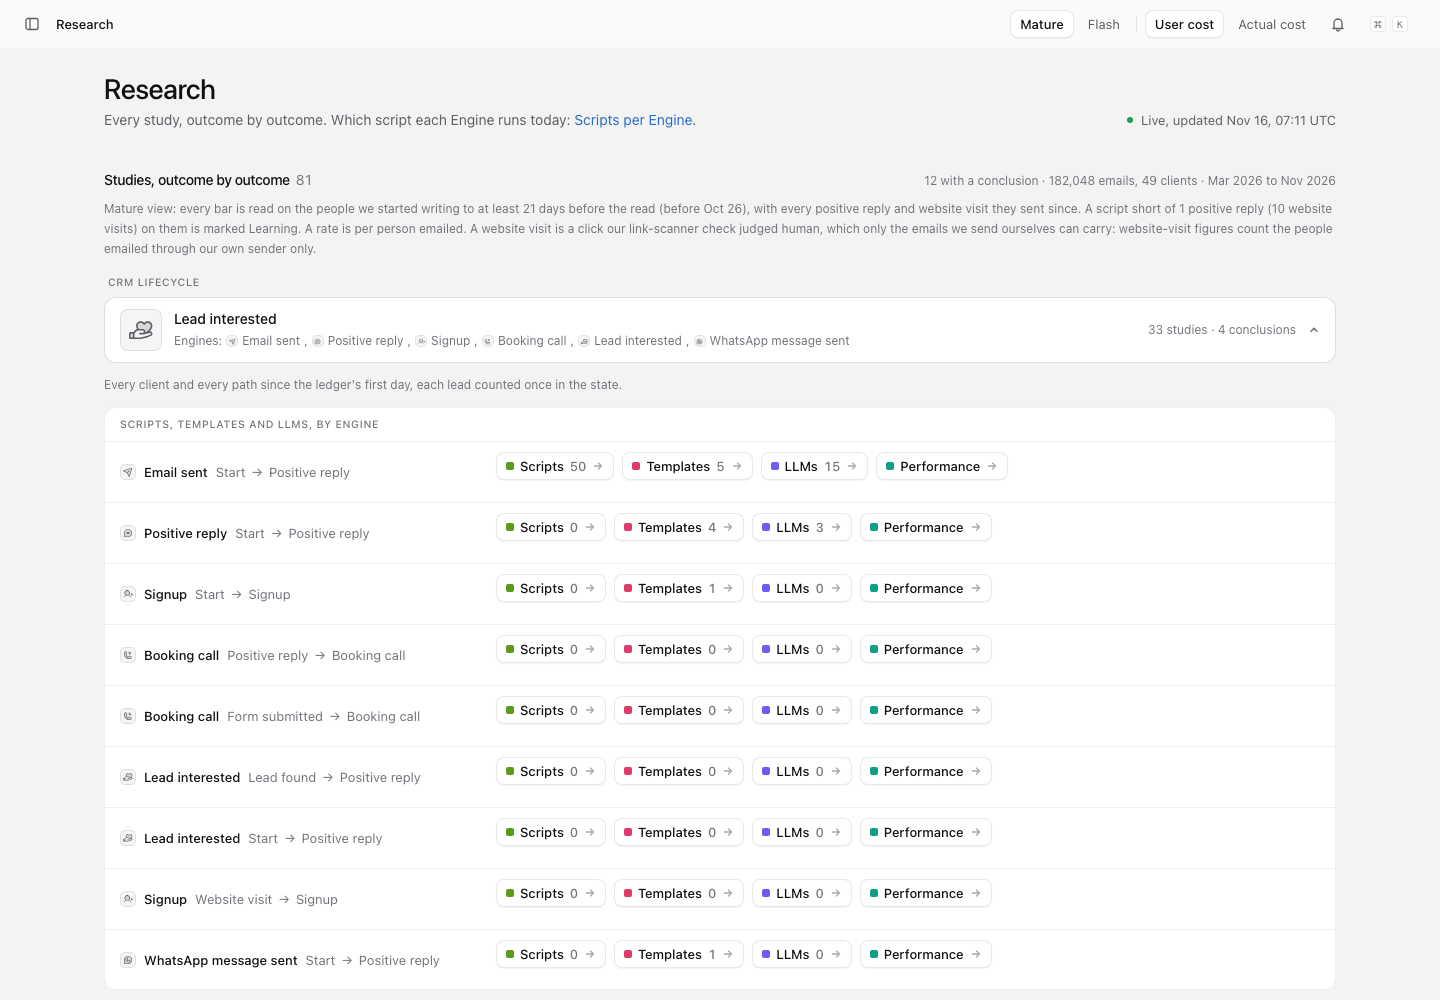 Research
Mature
Flash
User cost
Actual cost
⌘ K
Research
Every study, outcome by outcome. Which script each Engine runs today: Scripts per Engine.
Live, updated Nov 16, 07:11 UTC
Studies, outcome by outcome 81
12 with a conclusion · 182,048 emails, 49 clients · Mar 2026 to Nov 2026
Mature view: every bar is read on the people we started writing to at least 21 days before the read (before Oct 26), with every positive reply and website visit they sent since. A script short of 1 positive reply (10 website
visits) on them is marked Learning. A rate is per person emailed. A website visit is a click our link-scanner check judged human, which only the emails we send ourselves can carry: website-visit figures count the people
emailed through our own sender only.
CRM LIFECYCLE
Lead interested
Engines: Email sent , Positive reply , Signup , Booking call , Lead interested , WhatsApp message sent
33 studies · 4 conclusions
Every client and every path since the ledger's first day, each lead counted once in the state.
SCRIPTS, TEMPLATES AND LLMS, BY ENGINE
Email sent Start → Positive reply Scripts 50 → Templates 5 → LLMs 15 → Performance →
Positive reply Start → Positive reply Scripts 0 → Templates 4 → LLMs 3 → Performance →
Signup Start → Signup Scripts 0 → Templates 1 → LLMs 0 → Performance →
Booking call Positive reply → Booking call Scripts 0 → Templates 0 → LLMs 0 → Performance →
Booking call Form submitted → Booking call Scripts 0 → Templates 0 → LLMs 0 → Performance →
Lead interested Lead found → Positive reply Scripts 0 → Templates 0 → LLMs 0 → Performance →
Lead interested Start → Positive reply Scripts 0 → Templates 0 → LLMs 0 → Performance →
Signup Website visit → Signup Scripts 0 → Templates 0 → LLMs 0 → Performance →
WhatsApp message sent Start → Positive reply Scripts 0 → Templates 1 → LLMs 0 → Performance →